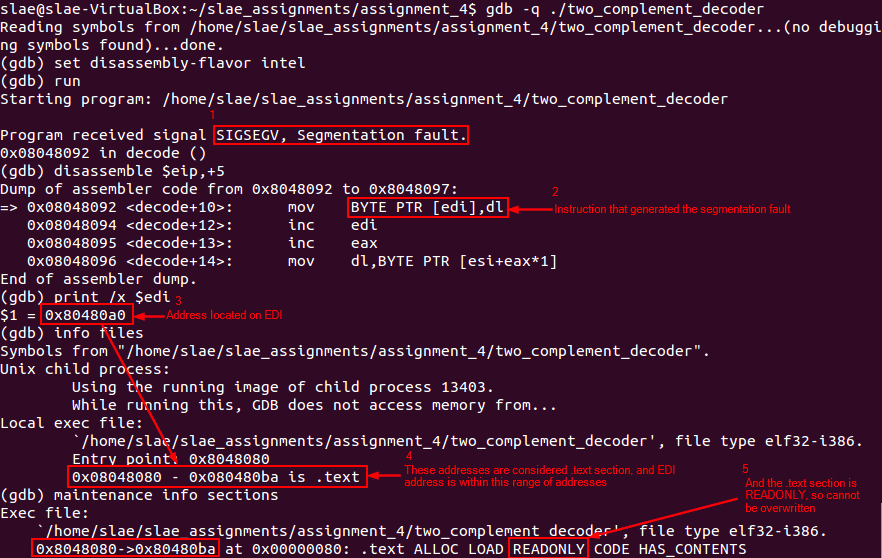 slae@slae-VirtualBox:~/slae_assignments/assignment_4$ gdb -q ./two_complement_decoder
Reading symbols from /home/slae/slae_assignments/assignment_4/two_complement_decoder...(no debuggi
ng symbols found)...done.
(gdb) set disassembly-flavor intel
(gdb) run
Starting program: /home/slae/slae_assignments/assignment_4/two_complement_decoder
1
Program received signal SIGSEGV, Segmentation fault.
0x08048092 in decode ()
(gdb) disassemble $eip,+5
Dump of assembler code from 0x8048092 to 0x8048097:
2
=> 0x08048092 <decode+10>: mov BYTE PTR [edi],dl
Instruction that generated the segmentation fault
0x08048094 <decode+12>: inc edi
0x08048095 <decode+13>: inc eax
0x08048096 <decode+14>: mov dl,BYTE PTR [esi+eax*1]
End of assembler dump.
(gdb) print /x $edi
3
$1 = 0x80480a0
Address located on EDI
(gdb) info files
Symbols from "/home/slae/slae_assignments/assignment_4/two_complement_decoder".
Unix child process:
Using the running image of child process 13403.
While running this, GDB does not access memory from...
Local exec file:
`/home/slae/slae_assignments/assignment_4/two_complement_decoder', file type elf32-i386.
Entry point: 0x8048080
0x08048080 - 0x080480ba is .text
4
These addresses are considered .text section, and EDI
address is within this range of addresses
5
And the .text section is
READONLY, so cannot
be overwritten
(gdb) maintenance info sections
Exec file:
`/home/slae/slae_assignments/assignment_4/two_complement_decoder', file type elf32-i386.
0x8048080->0x80480ba at 0x00000080: .text ALLOC LOAD READONLY CODE HAS_CONTENTS